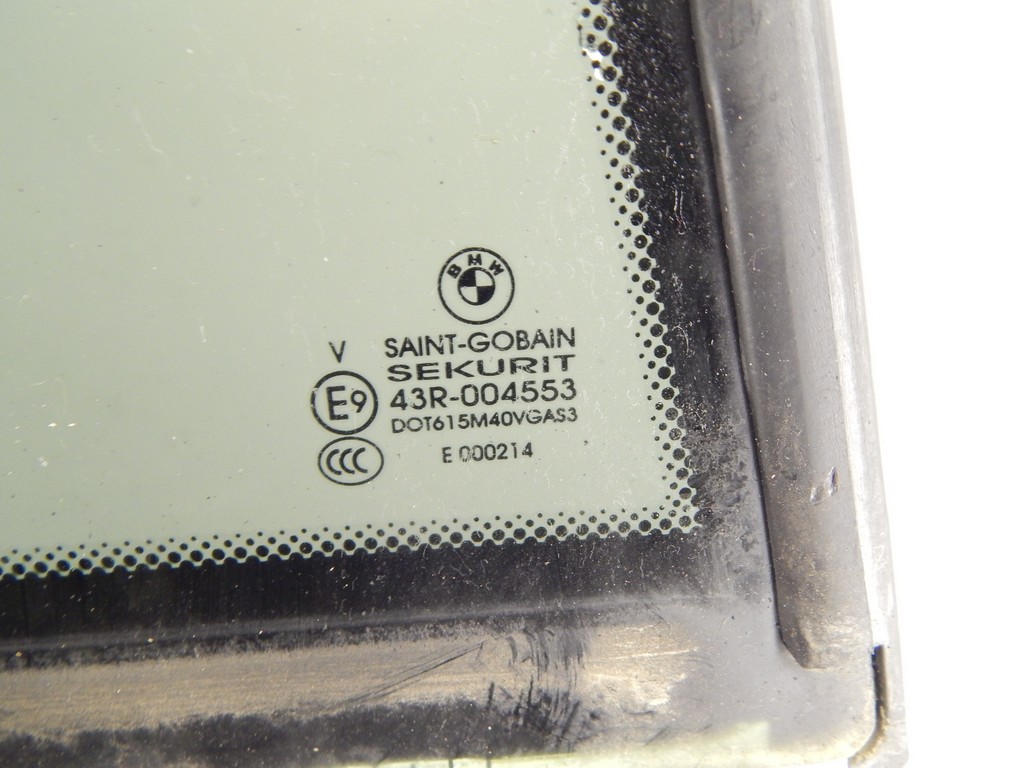 BMW
V SAINT-GOBAIN
SEKURIT
E9 43R-004553
DOT615M40VGAS3
CCC E 000214